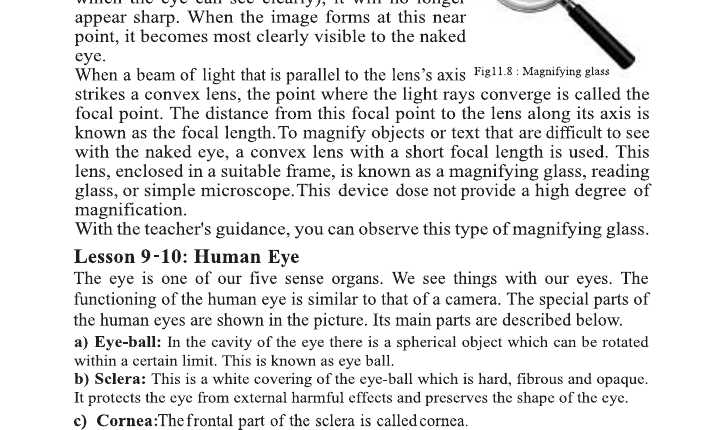 which the eye can see clearly), it will no longer
appear sharp. When the image forms at this near
point, it becomes most clearly visible to the naked
eye.
When a beam of light that is parallel to the lens's axis
Fig11.8 : Magnifying glass
strikes a convex lens, the point where the light rays converge is called the
focal point. The distance from this focal point to the lens along its axis is
known as the focal length.To magnify objects or text that are difficult to see
with the naked eye, a convex lens with a short focal length is used. This
lens, enclosed in a suitable frame, is known as a magnifying glass, reading
glass, or simple microscope.This device dose not provide a high degree of
magnification.
With the teacher's guidance, you can observe this type of magnifying glass.
Lesson 9-10: Human Eye
The eye is one of our five sense organs. We see things with our eyes. The
functioning of the human eye is similar to that of a camera. The special parts of
the human eyes are shown in the picture. Its main parts are described below.
a) Eye-ball: In the cavity of the eye there is a spherical object which can be rotated
within a certain limit. This is known as eye ball.
b) Sclera: This is a white covering of the eye-ball which is hard, fibrous and opaque.
It protects the eye from external harmful effects and preserves the shape of the eye.
c) Cornea:The frontal part of the sclera is called cornea.